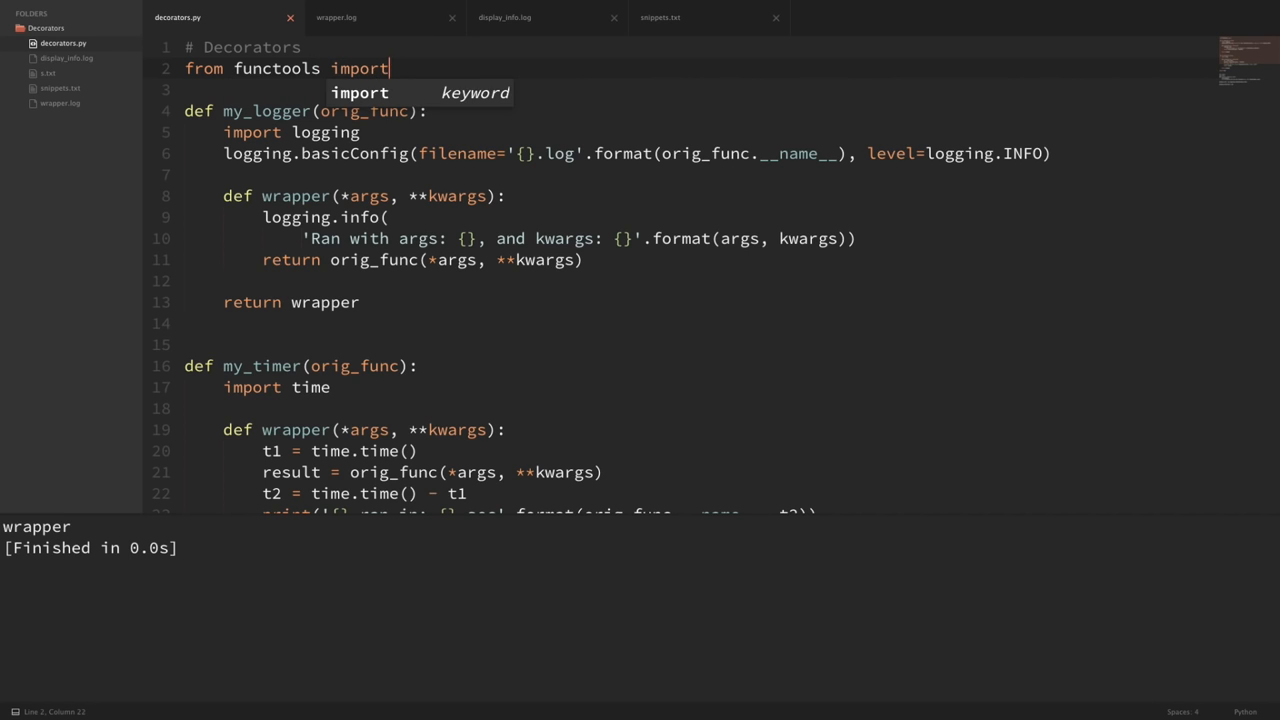 FOLDERS
Decorators
decorators.py
display_info.log
s.txt
snippets.txt
wrapper.log
decorators.py
wrapper.log
display_info.log
snippets.txt
1 # Decorators
2 from functools import
import keyword
3
4 def my_logger(orig_func):
5 import logging
6 logging.basicConfig(filename='{}.log'.format(orig_func.__name__), level=logging.INFO)
7
8 def wrapper(*args, **kwargs):
9 logging.info(
10 'Ran with args: {}, and kwargs: {}'.format(args, kwargs))
11 return orig_func(*args, **kwargs)
12
13 return wrapper
14
15
16 def my_timer(orig_func):
17 import time
18
19 def wrapper(*args, **kwargs):
20 t1 = time.time()
21 result = orig_func(*args, **kwargs)
22 t2 = time.time() - t1
wrapper
[Finished in 0.0s]
Line 2, Column 22
Spaces: 4
Python